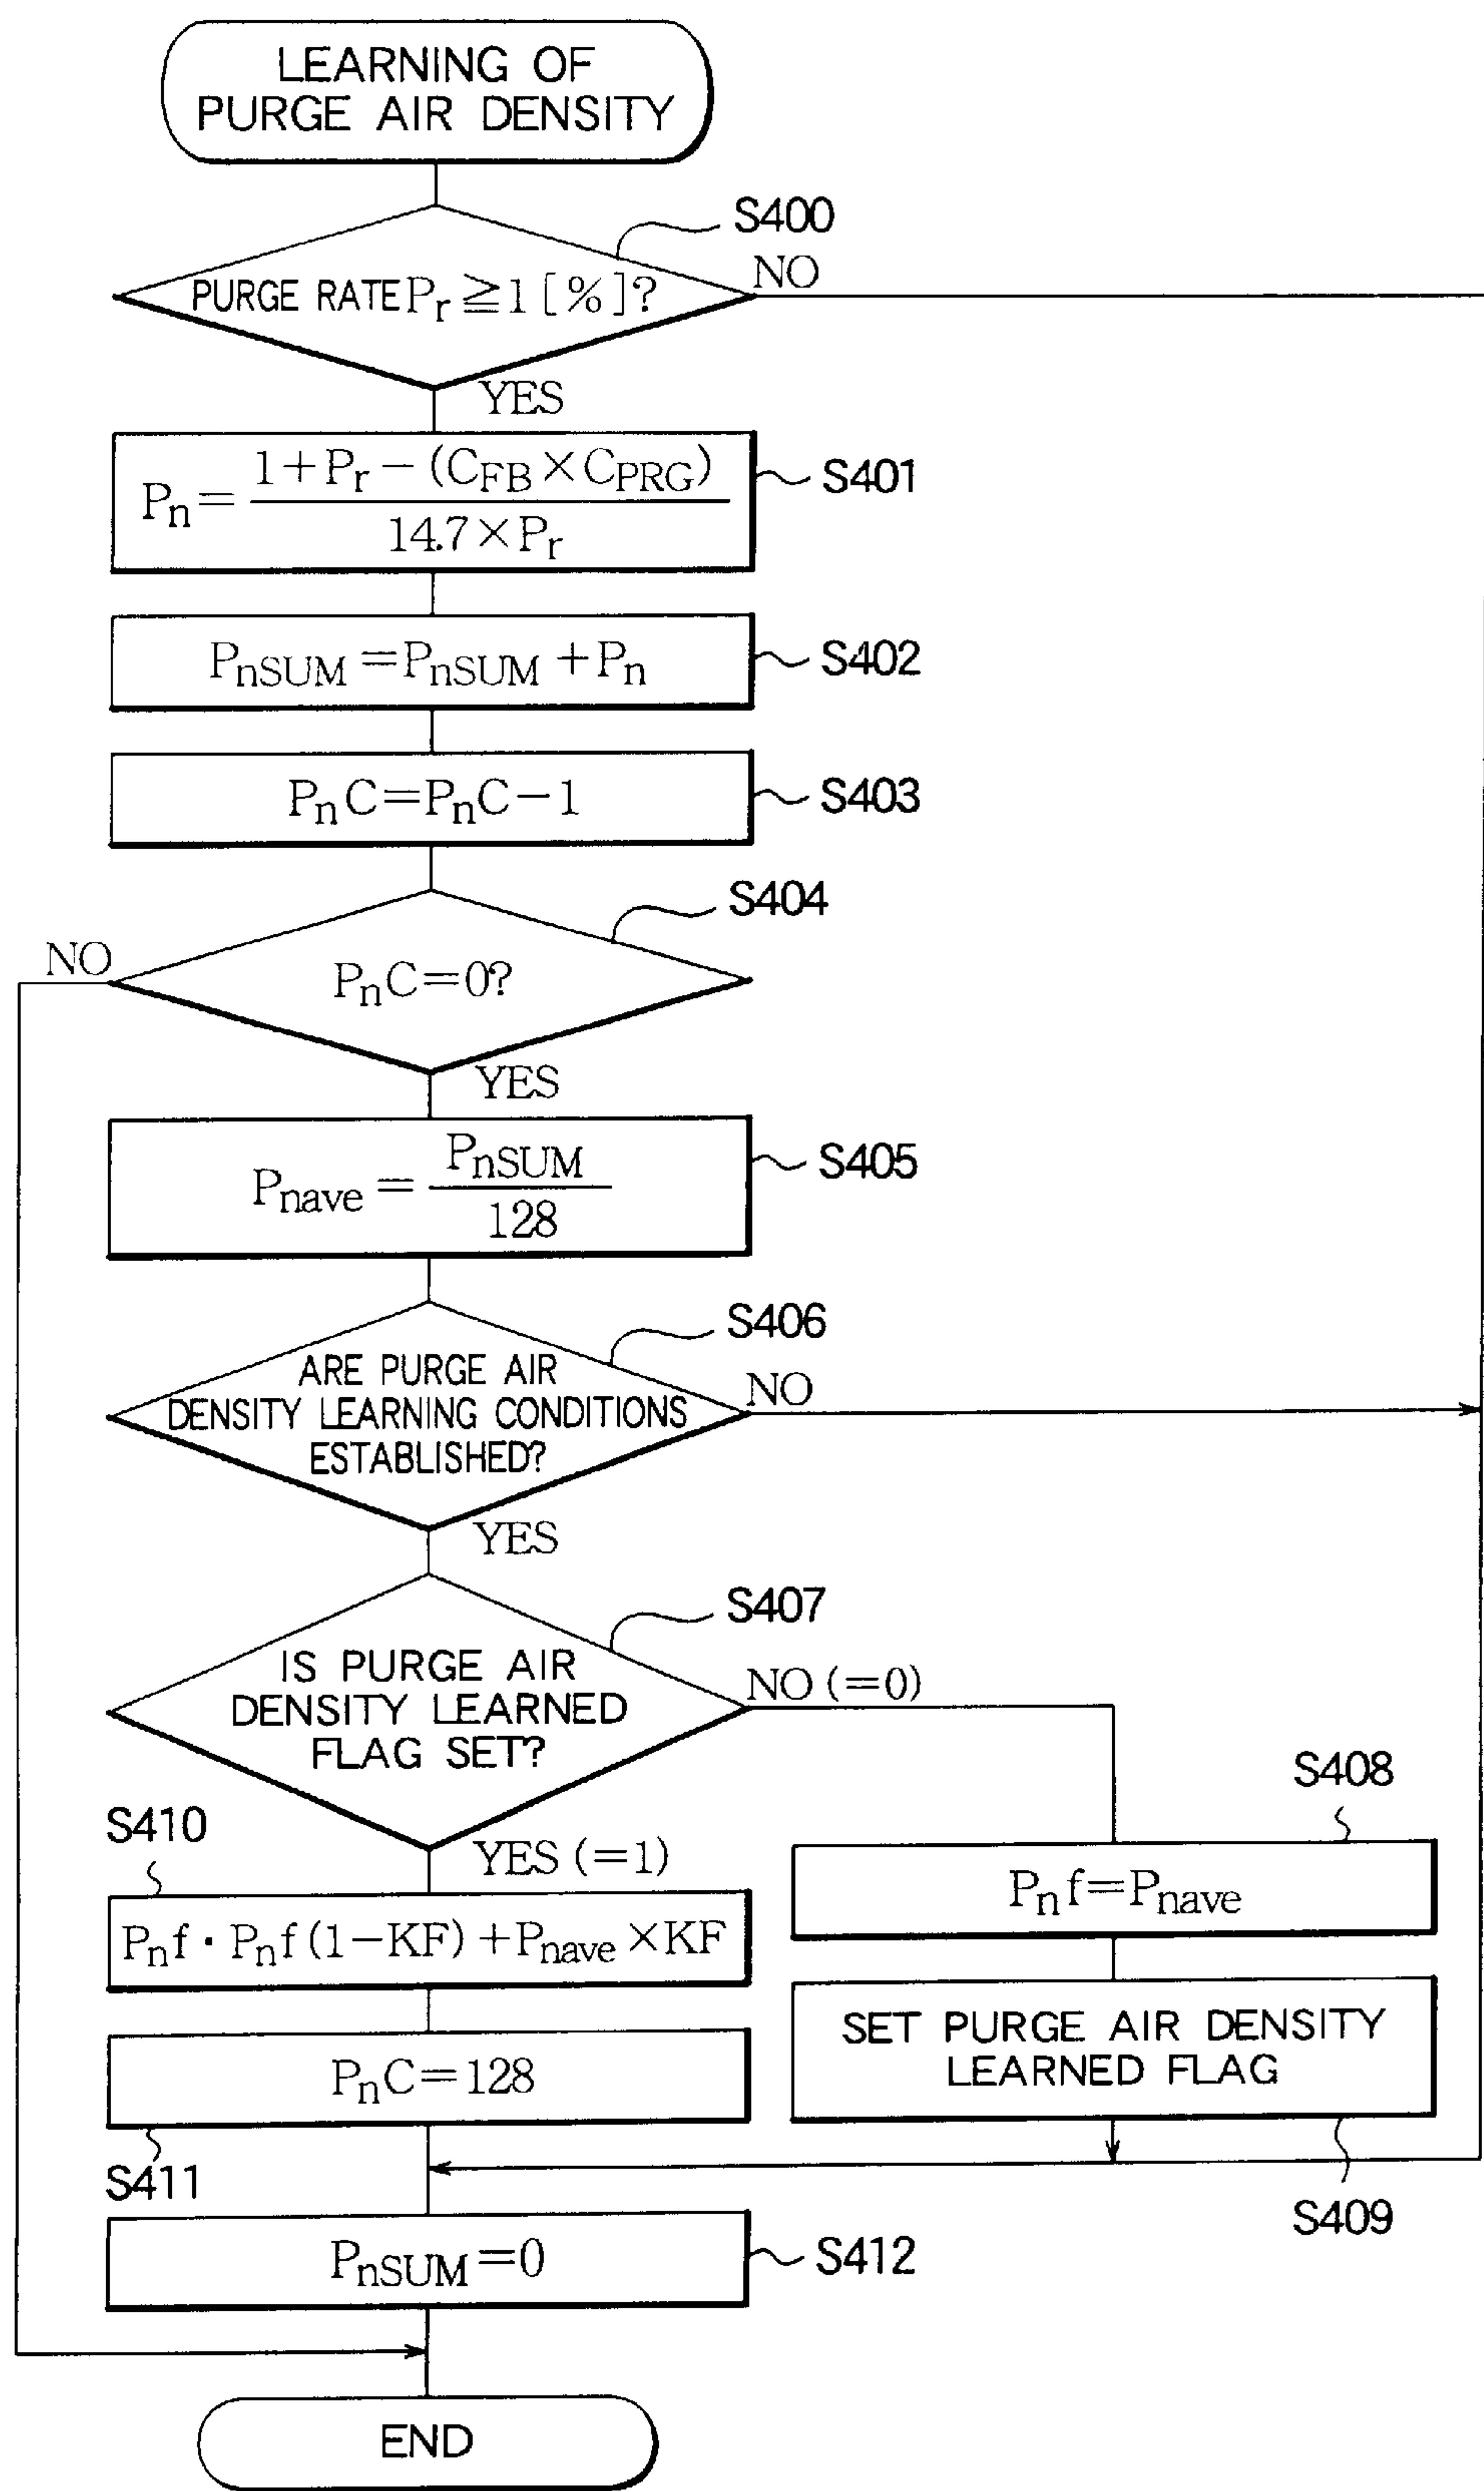 LEARNING OF
PURGE AIR DENSITY
S400
PURGE RATE Pr ≧ 1 [%]?
NO
YES
Pn = (1 + Pr − (CFB × CPRG)) / (14.7 × Pr)
S401
PnSUM = PnSUM + Pn
S402
PnC = PnC − 1
S403
S404
NO
PnC = 0?
YES
Pnave = PnSUM / 128
S405
S406
ARE PURGE AIR
DENSITY LEARNING CONDITIONS
ESTABLISHED?
NO
YES
S407
IS PURGE AIR
DENSITY LEARNED
FLAG SET?
NO (=0)
S408
S410
YES (=1)
Pnf = Pnave
Pnf · Pnf (1−KF) + Pnave × KF
SET PURGE AIR DENSITY
LEARNED FLAG
PnC = 128
S411
S409
PnSUM = 0
S412
END